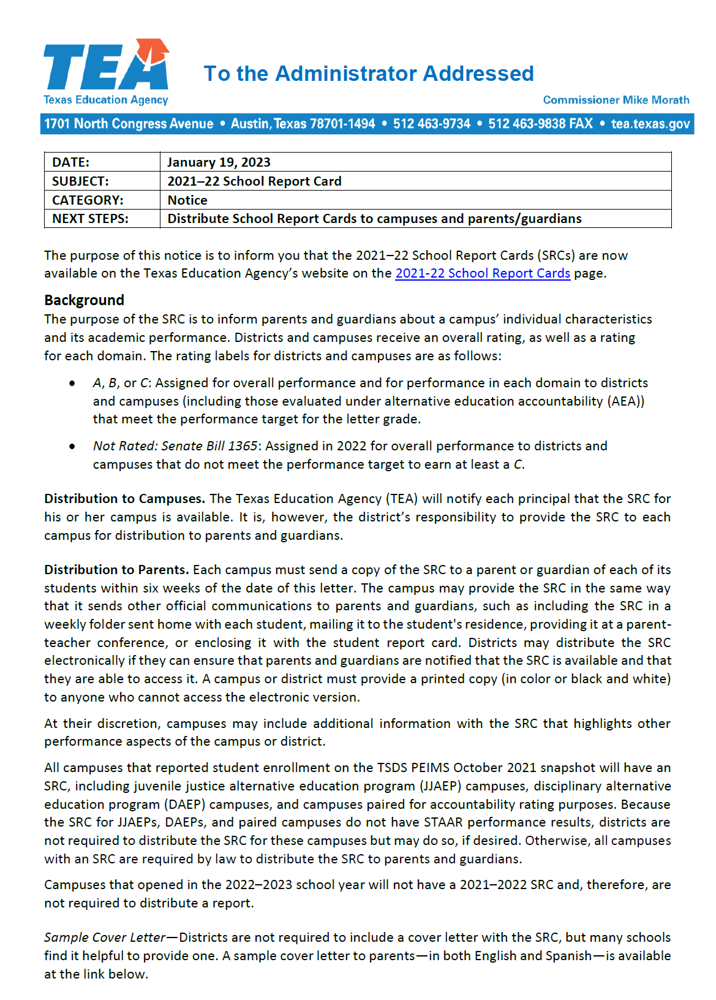 TEA
Texas Education Agency
To the Administrator Addressed
Commissioner Mike Morath
1701 North Congress Avenue • Austin, Texas 78701-1494 • 512 463-9734 • 512 463-9838 FAX • tea.texas.gov
DATE: January 19, 2023
SUBJECT: 2021–22 School Report Card
CATEGORY: Notice
NEXT STEPS: Distribute School Report Cards to campuses and parents/guardians
The purpose of this notice is to inform you that the 2021–22 School Report Cards (SRCs) are now
available on the Texas Education Agency’s website on the 2021-22 School Report Cards page.
Background
The purpose of the SRC is to inform parents and guardians about a campus’ individual characteristics
and its academic performance. Districts and campuses receive an overall rating, as well as a rating
for each domain. The rating labels for districts and campuses are as follows:
• A, B, or C: Assigned for overall performance and for performance in each domain to districts
and campuses (including those evaluated under alternative education accountability (AEA))
that meet the performance target for the letter grade.
• Not Rated: Senate Bill 1365: Assigned in 2022 for overall performance to districts and
campuses that do not meet the performance target to earn at least a C.
Distribution to Campuses. The Texas Education Agency (TEA) will notify each principal that the SRC for
his or her campus is available. It is, however, the district’s responsibility to provide the SRC to each
campus for distribution to parents and guardians.
Distribution to Parents. Each campus must send a copy of the SRC to a parent or guardian of each of its
students within six weeks of the date of this letter. The campus may provide the SRC in the same way
that it sends other official communications to parents and guardians, such as including the SRC in a
weekly folder sent home with each student, mailing it to the student's residence, providing it at a parent-
teacher conference, or enclosing it with the student report card. Districts may distribute the SRC
electronically if they can ensure that parents and guardians are notified that the SRC is available and that
they are able to access it. A campus or district must provide a printed copy (in color or black and white)
to anyone who cannot access the electronic version.
At their discretion, campuses may include additional information with the SRC that highlights other
performance aspects of the campus or district.
All campuses that reported student enrollment on the TSDS PEIMS October 2021 snapshot will have an
SRC, including juvenile justice alternative education program (JJAEP) campuses, disciplinary alternative
education program (DAEP) campuses, and campuses paired for accountability rating purposes. Because
the SRC for JJAEPs, DAEPs, and paired campuses do not have STAAR performance results, districts are
not required to distribute the SRC for these campuses but may do so, if desired. Otherwise, all campuses
with an SRC are required by law to distribute the SRC to parents and guardians.
Campuses that opened in the 2022–2023 school year will not have a 2021–2022 SRC and, therefore, are
not required to distribute a report.
Sample Cover Letter—Districts are not required to include a cover letter with the SRC, but many schools
find it helpful to provide one. A sample cover letter to parents—in both English and Spanish—is available
at the link below.